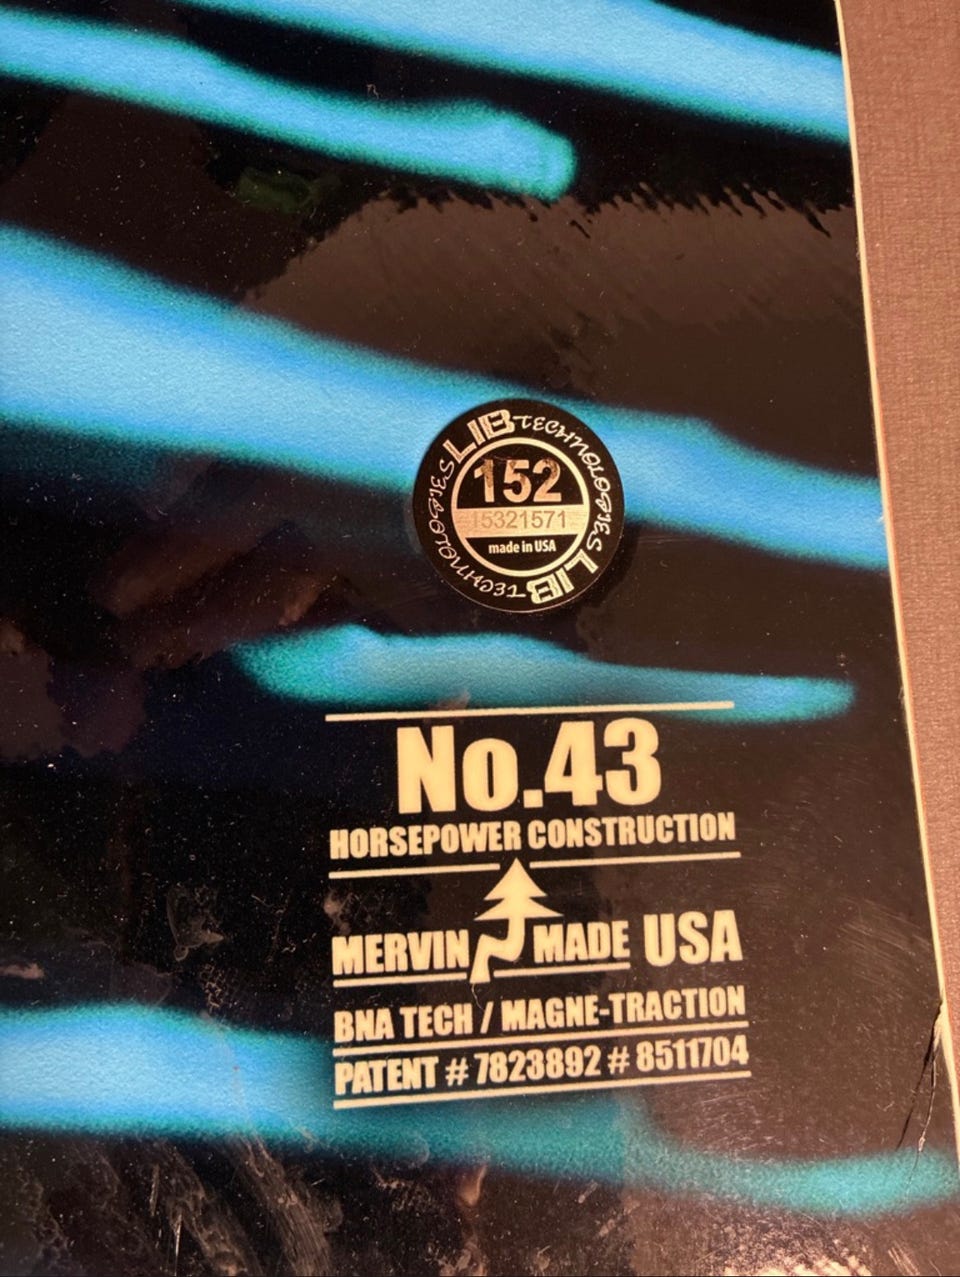 LIB TECHNOLOGIES
152
15321571
made in USA
LIB TECHNOLOGIES
No.43
HORSEPOWER CONSTRUCTION
MERVIN MADE USA
BNA TECH / MAGNE-TRACTION
PATENT # 7823892 # 8511704